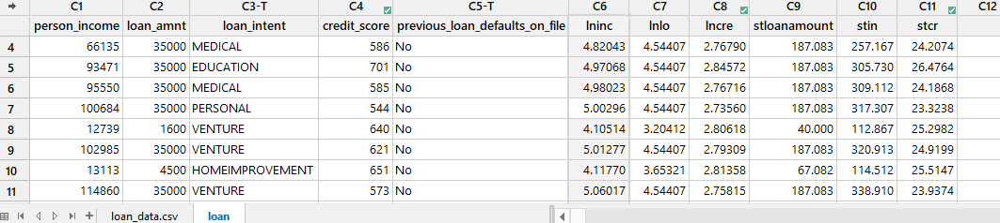 C1 C2 C3-T C4 C5-T C6 C7 C8 C9 C10 C11 C12
person_income loan_amnt loan_intent credit_score previous_loan_defaults_on_file lninc lnlo lncre stloanamount stin stcr
4 66135 35000 MEDICAL 586 No 4.82043 4.54407 2.76790 187.083 257.167 24.2074
5 93471 35000 EDUCATION 701 No 4.97068 4.54407 2.84572 187.083 305.730 26.4764
6 95550 35000 MEDICAL 585 No 4.98023 4.54407 2.76716 187.083 309.112 24.1868
7 100684 35000 PERSONAL 544 No 5.00296 4.54407 2.73560 187.083 317.307 23.3238
8 12739 1600 VENTURE 640 No 4.10514 3.20412 2.80618 40.000 112.867 25.2982
9 102985 35000 VENTURE 621 No 5.01277 4.54407 2.79309 187.083 320.913 24.9199
10 13113 4500 HOMEIMPROVEMENT 651 No 4.11770 3.65321 2.81358 67.082 114.512 25.5147
11 114860 35000 VENTURE 573 No 5.06017 4.54407 2.75815 187.083 338.910 23.9374
loan_data.csv loan